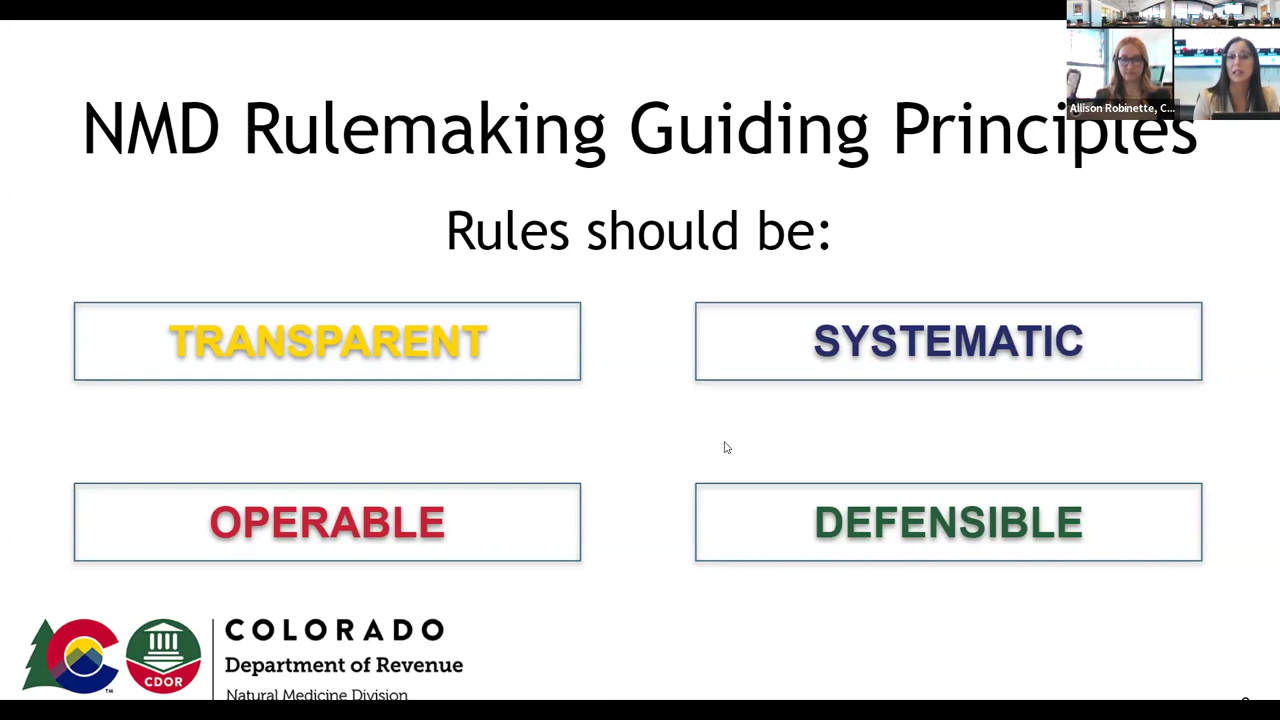 NMD Rulemaking Guiding Principles
Allison Robinette, C...
Rules should be:
TRANSPARENT
SYSTEMATIC
OPERABLE
DEFENSIBLE
COLORADO
Department of Revenue
Natural Medicine Division
CDOR
TM